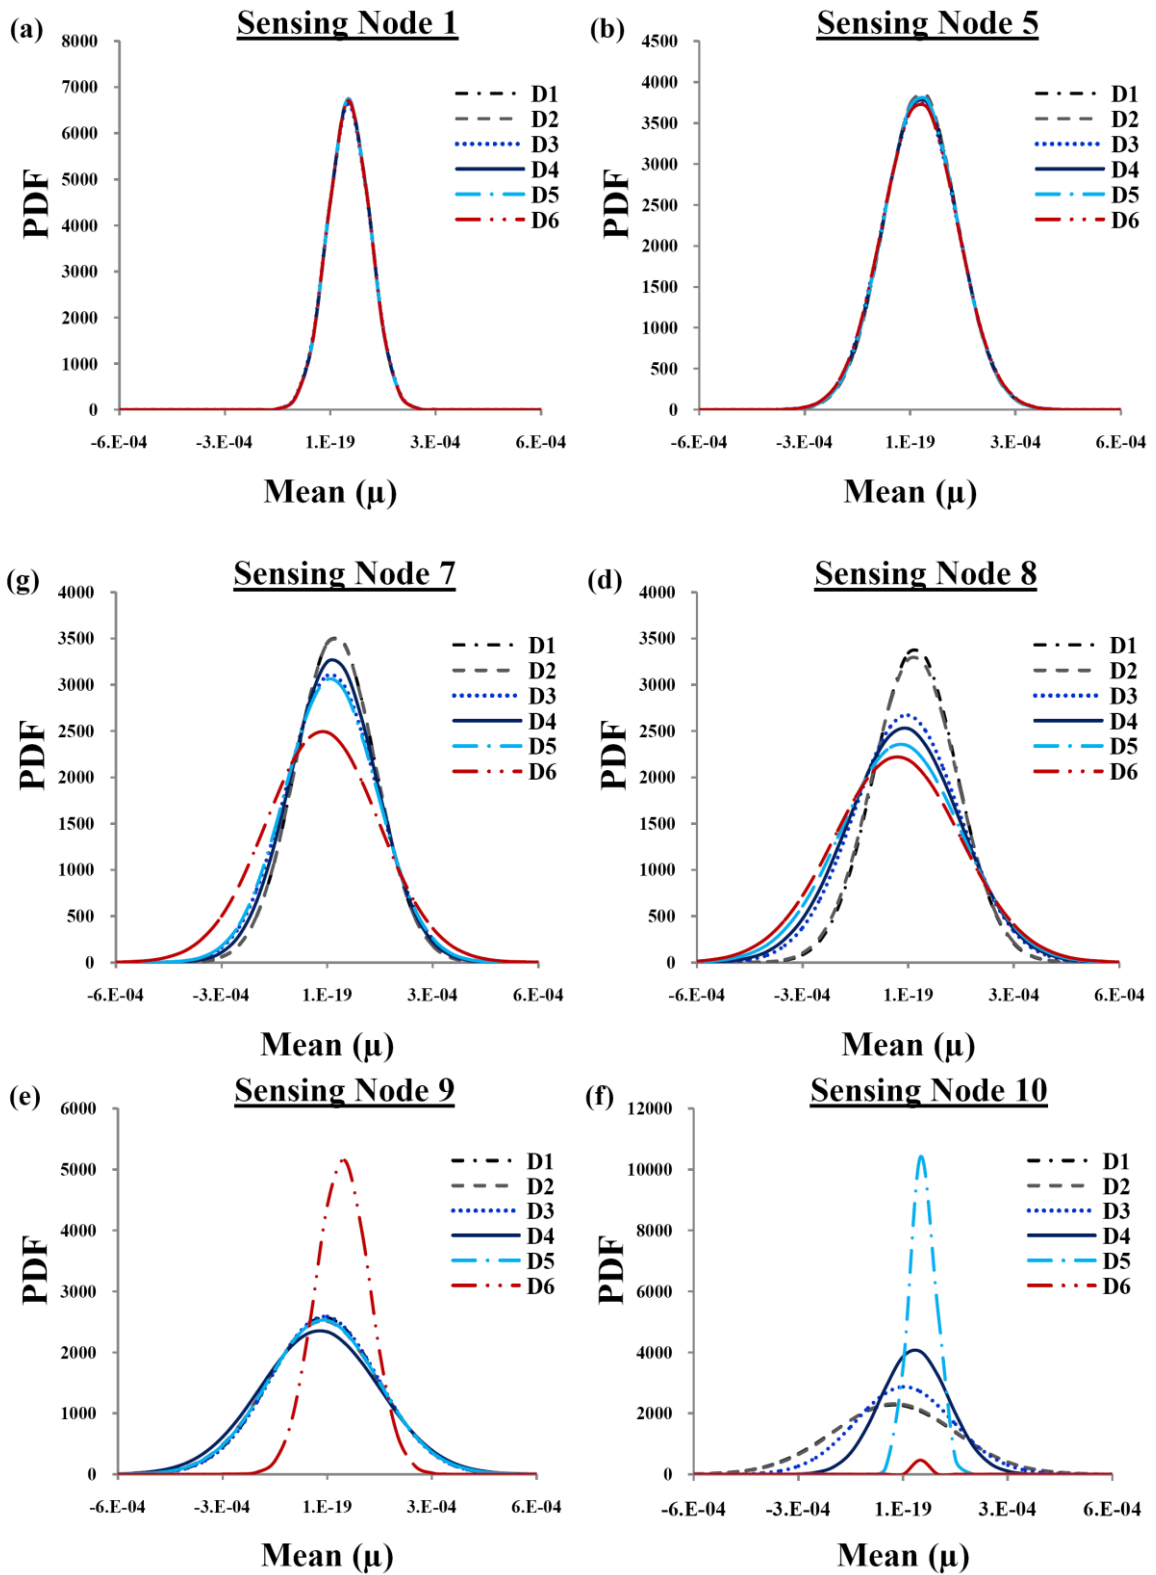 (a) Sensing Node 1
8000
7000
6000
5000
4000
3000
2000
1000
0
PDF
D1
D2
D3
D4
D5
D6
-6.E-04 -3.E-04 1.E-19 3.E-04 6.E-04
Mean (μ)
(b) Sensing Node 5
4500
4000
3500
3000
2500
2000
1500
1000
500
0
PDF
D1
D2
D3
D4
D5
D6
-6.E-04 -3.E-04 1.E-19 3.E-04 6.E-04
Mean (μ)
(g) Sensing Node 7
4000
3500
3000
2500
2000
1500
1000
500
0
PDF
D1
D2
D3
D4
D5
D6
-6.E-04 -3.E-04 1.E-19 3.E-04 6.E-04
Mean (μ)
(d) Sensing Node 8
4000
3500
3000
2500
2000
1500
1000
500
0
PDF
D1
D2
D3
D4
D5
D6
-6.E-04 -3.E-04 1.E-19 3.E-04 6.E-04
Mean (μ)
(e) Sensing Node 9
6000
5000
4000
3000
2000
1000
0
PDF
D1
D2
D3
D4
D5
D6
-6.E-04 -3.E-04 1.E-19 3.E-04 6.E-04
Mean (μ)
(f) Sensing Node 10
12000
10000
8000
6000
4000
2000
0
PDF
D1
D2
D3
D4
D5
D6
-6.E-04 -3.E-04 1.E-19 3.E-04 6.E-04
Mean (μ)